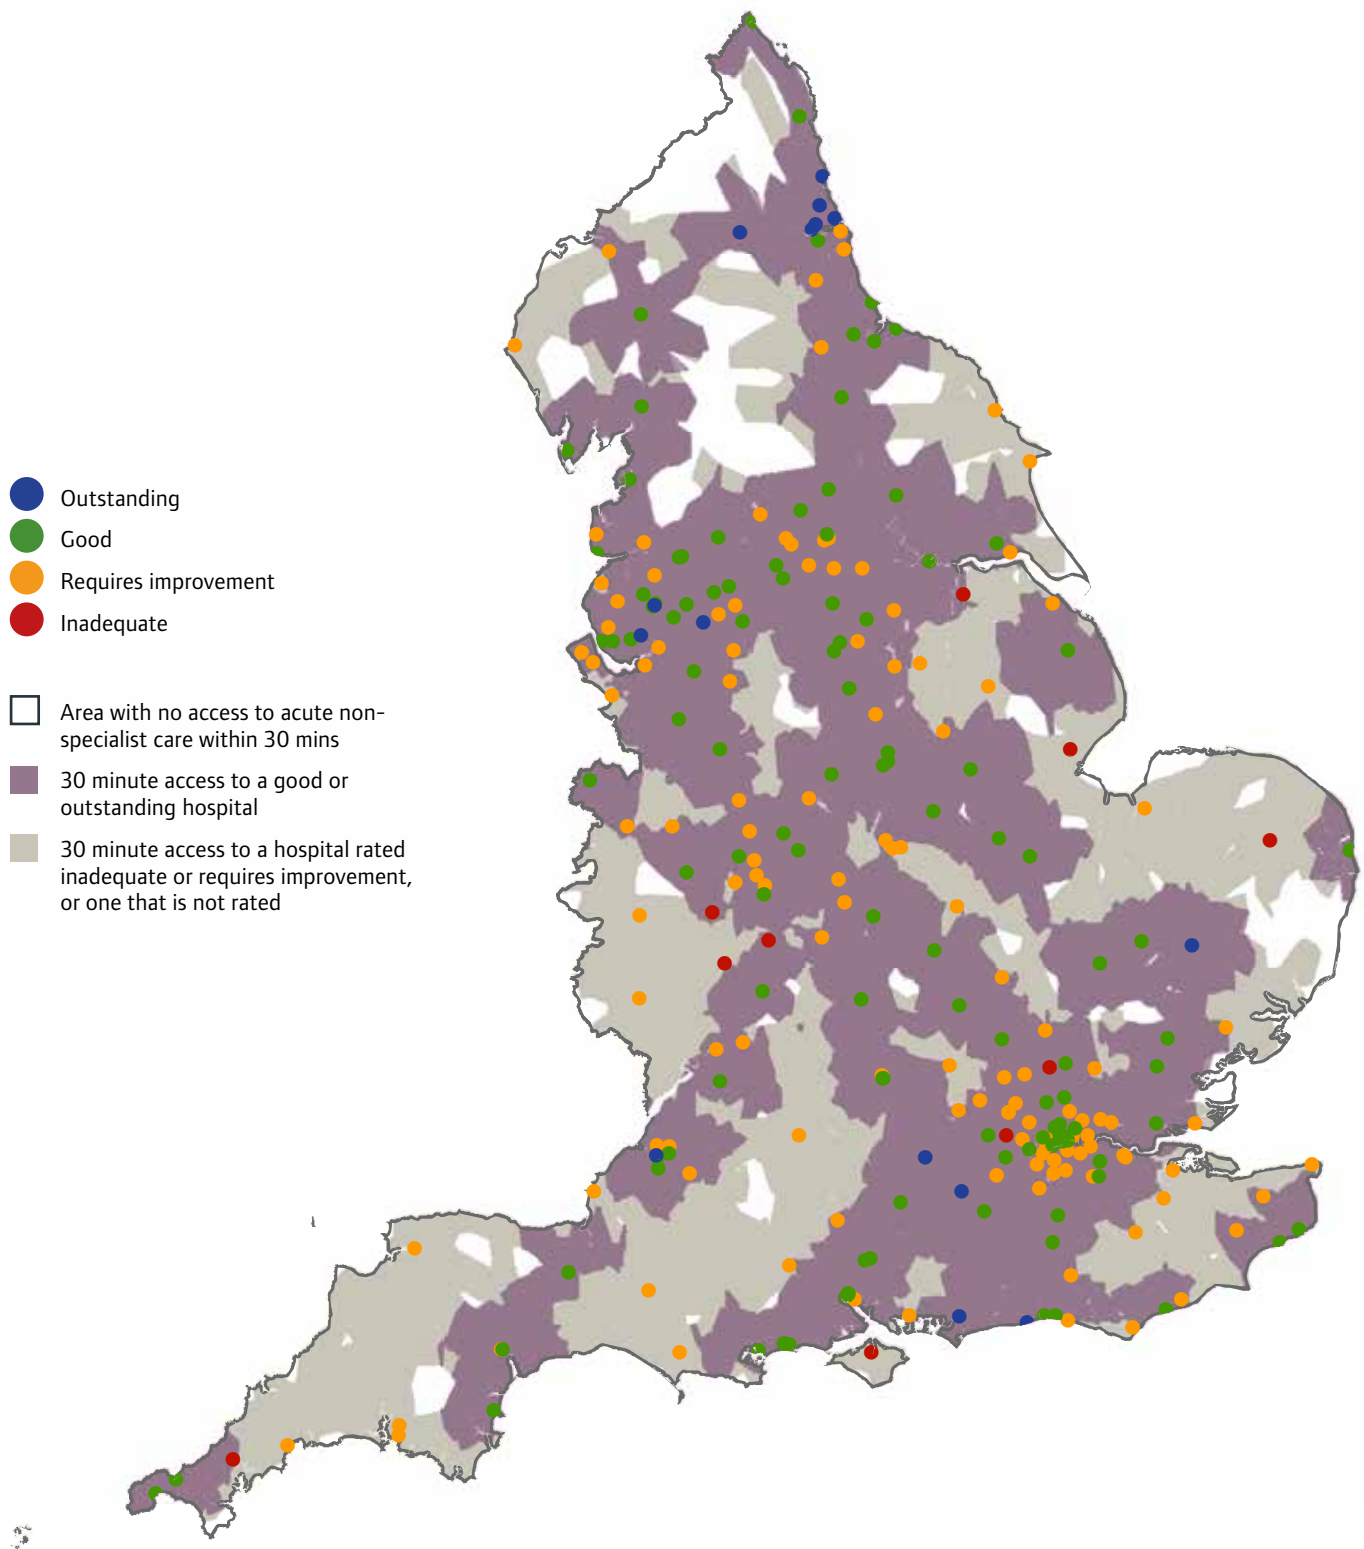 Outstanding
Good
Requires improvement
Inadequate
Area with no access to acute non-
specialist care within 30 mins
30 minute access to a good or
outstanding hospital
30 minute access to a hospital rated
inadequate or requires improvement,
or one that is not rated